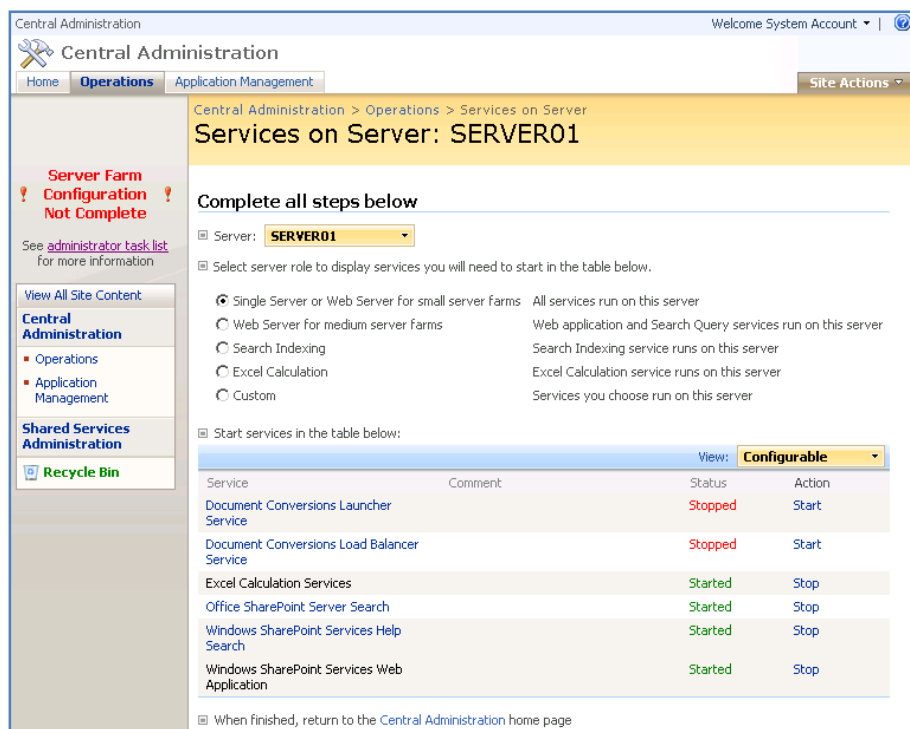 Central Administration
Welcome System Account
Central Administration
Home
Operations
Application Management
Site Actions
Central Administration > Operations > Services on Server
Services on Server: SERVER01
Server Farm
! Configuration !
Not Complete
See administrator task list
for more information
View All Site Content
Central
Administration
Operations
Application
Management
Shared Services
Administration
Recycle Bin
Complete all steps below
Server: SERVER01
Select server role to display services you will need to start in the table below.
Single Server or Web Server for small server farms All services run on this server
Web Server for medium server farms Web application and Search Query services run on this server
Search Indexing Search Indexing service runs on this server
Excel Calculation Excel Calculation service runs on this server
Custom Services you choose run on this server
Start services in the table below:
View: Configurable
Service Comment Status Action
Document Conversions Launcher
Service Stopped Start
Document Conversions Load Balancer
Service Stopped Start
Excel Calculation Services Started Stop
Office SharePoint Server Search Started Stop
Windows SharePoint Services Help
Search Started Stop
Windows SharePoint Services Web
Application Started Stop
When finished, return to the Central Administration home page